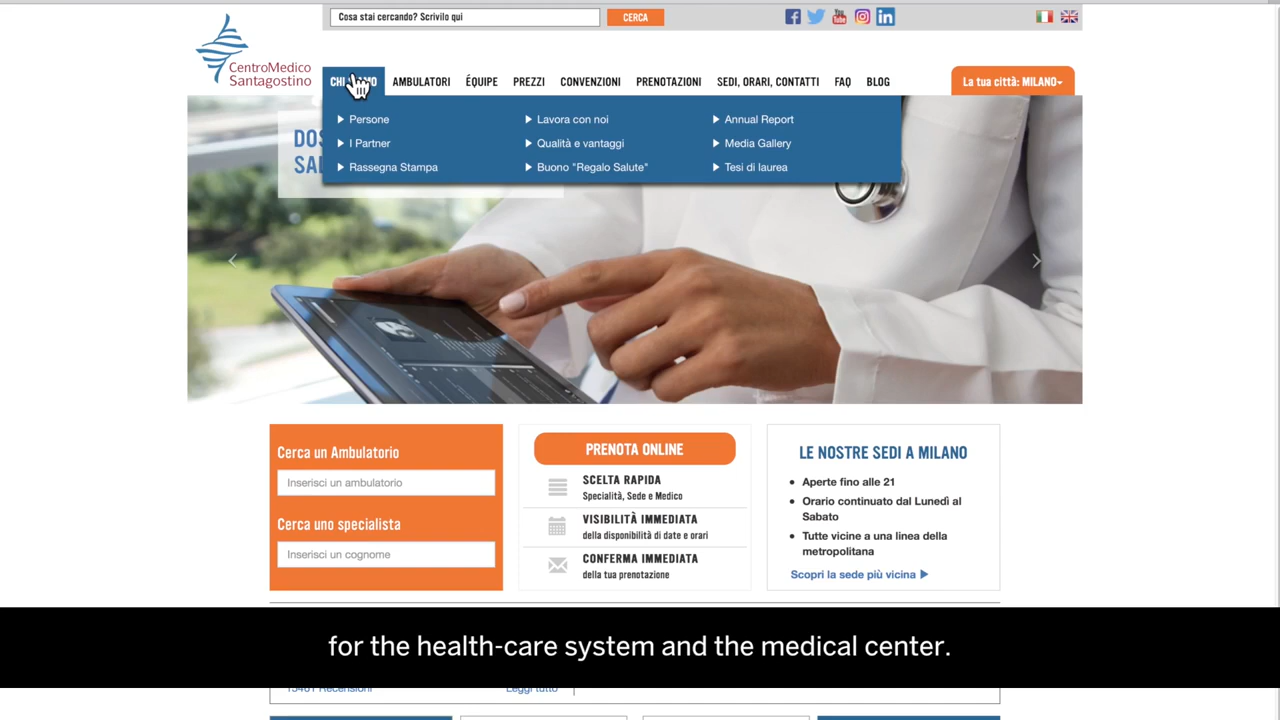 Cosa stai cercando? Scrivilo qui
CERCA
CentroMedico
Santagostino
AMBULATORI
ÉQUIPE
PREZZI
CONVENZIONI
PRENOTAZIONI
SEDI, ORARI, CONTATTI
FAQ
BLOG
La tua città: MILANO
Persone
Lavora con noi
Annual Report
I Partner
Qualità e vantaggi
Media Gallery
Rassegna Stampa
Buono "Regalo Salute"
Tesi di laurea
Cerca un Ambulatorio
Inserisci un ambulatorio
Cerca uno specialista
Inserisci un cognome
PRENOTA ONLINE
SCELTA RAPIDA
Specialità, Sede e Medico
VISIBILITÀ IMMEDIATA
della disponibilità di date e orari
CONFERMA IMMEDIATA
della tua prenotazione
LE NOSTRE SEDI A MILANO
Aperte fino alle 21
Orario continuato dal Lunedì al
Sabato
Tutte vicine a una linea della
metropolitana
Scopri la sede più vicina
for the health-care system and the medical center.